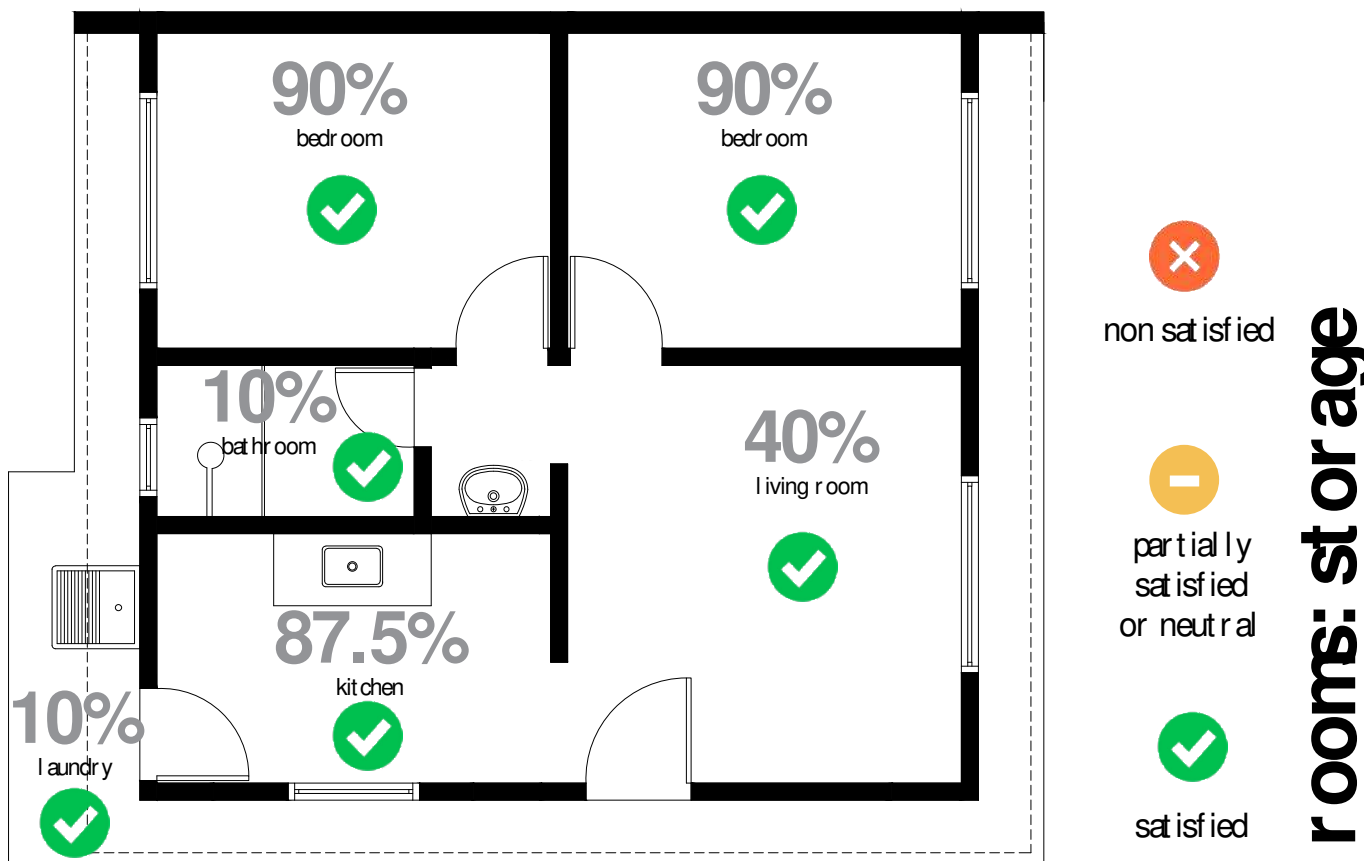 90%
bedroom
90%
bedroom
10%
bathroom
40%
living room
87.5%
kitchen
10%
laundry
non satisfied
partially
satisfied
or neutral
satisfied
rooms: storage